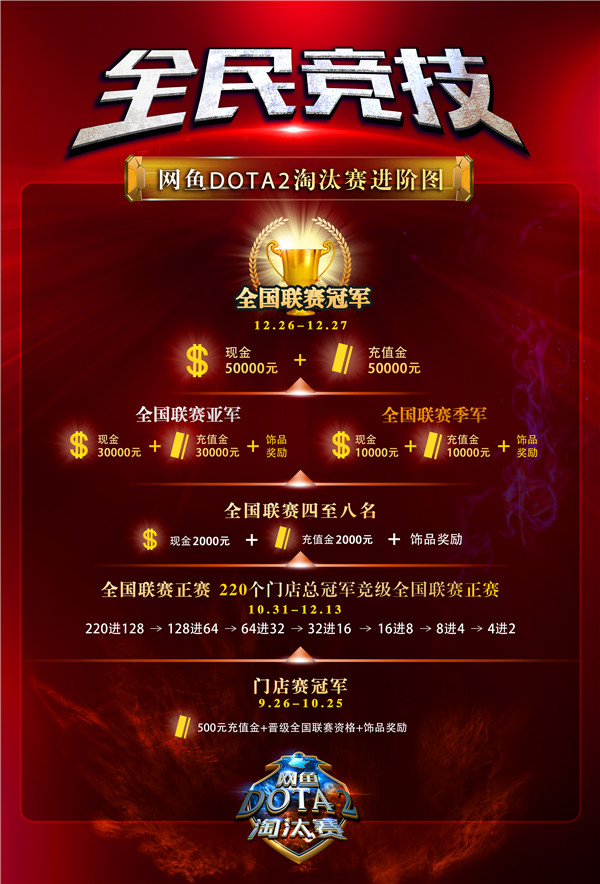 全民竞技
网鱼DOTA2淘汰赛进阶图
全国联赛冠军
12.26-12.27
现金 50000元 + 充值金 50000元
全国联赛亚军
现金 30000元 + 充值金 30000元 + 饰品奖励
全国联赛季军
现金 10000元 + 充值金 10000元 + 饰品奖励
全国联赛四至八名
现金2000元 + 充值金2000元 + 饰品奖励
全国联赛正赛 220个门店总冠军竞级全国联赛正赛
10.31-12.13
220进128 → 128进64 → 64进32 → 32进16 → 16进8 → 8进4 → 4进2
门店赛冠军
9.26-10.25
500元充值金+晋级全国联赛资格+饰品奖励
网鱼
DOTA2
淘汰赛